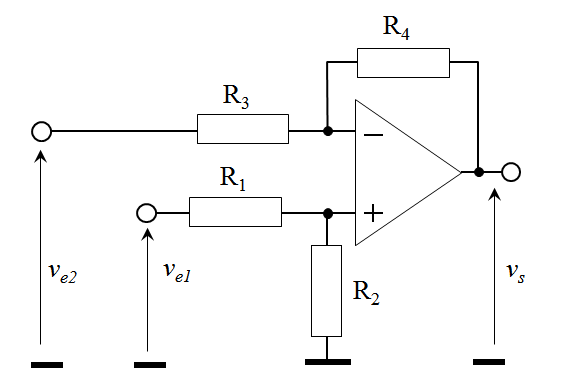 R₄
R₃
−
R₁
+
vₑ₂
vₑ₁
R₂
vₛ